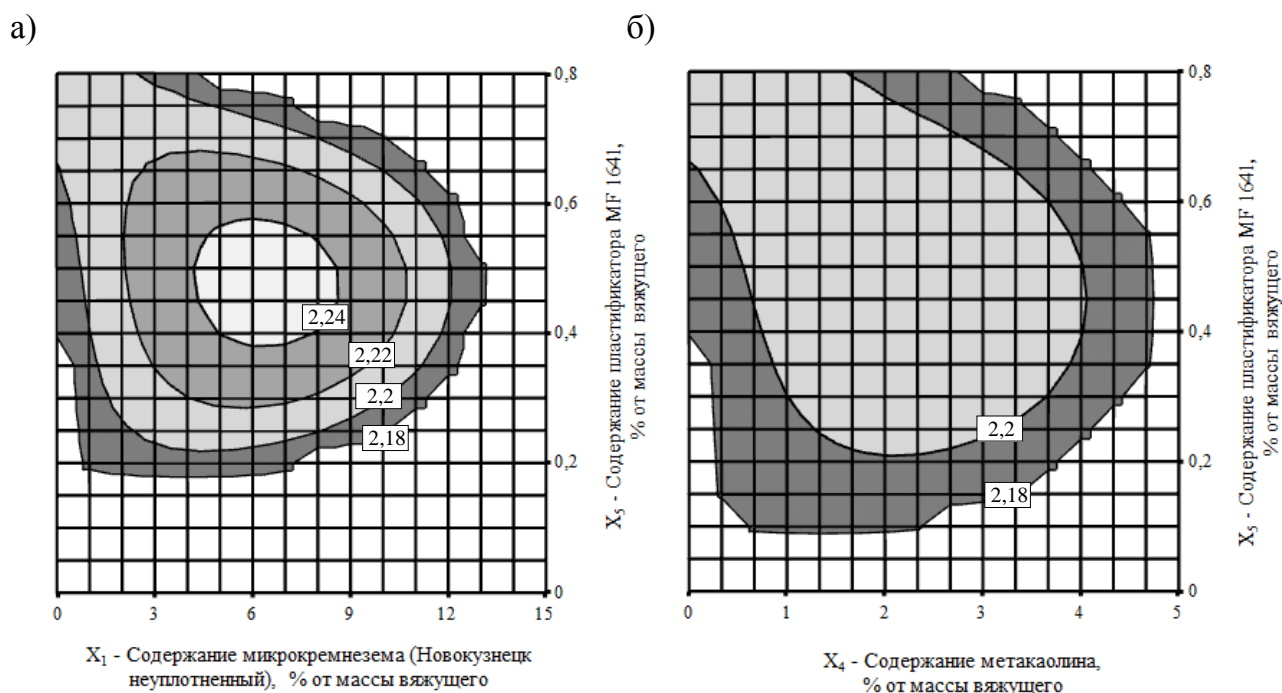 а)
0,8
0,6
0,4
0,2
0
2,24
2,22
2,2
2,18
0 3 6 9 12 15
X₅ - Содержание пластификатора MF 1641,
% от массы вяжущего
X₁ - Содержание микрокремнезема (Новокузнецк
неуплотненный), % от массы вяжущего
б)
0,8
0,6
0,4
0,2
0
2,2
2,18
0 1 2 3 4 5
X₅ - Содержание пластификатора MF 1641,
% от массы вяжущего
X₄ - Содержание метакаолина,
% от массы вяжущего